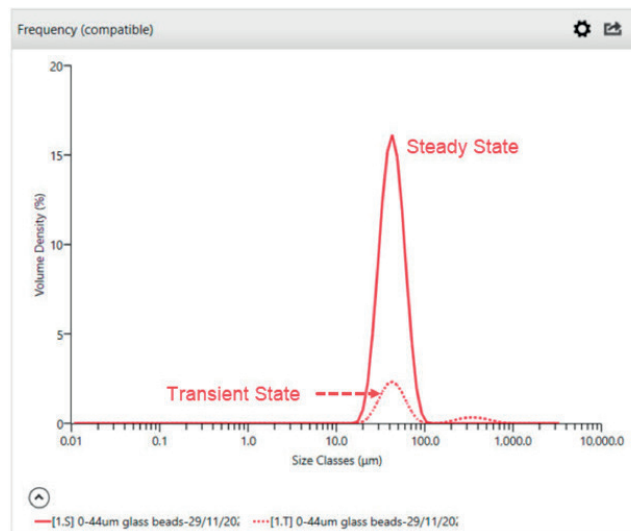 Frequency (compatible)
20
15
10
5
0
Volume Density (%)
Steady State
Transient State
0.01 0.1 1.0 10.0 100.0 1,000.0 10,000.0
Size Classes (µm)
[1.S] 0-44um glass beads-29/11/20 [1.T] 0-44um glass beads-29/11/20